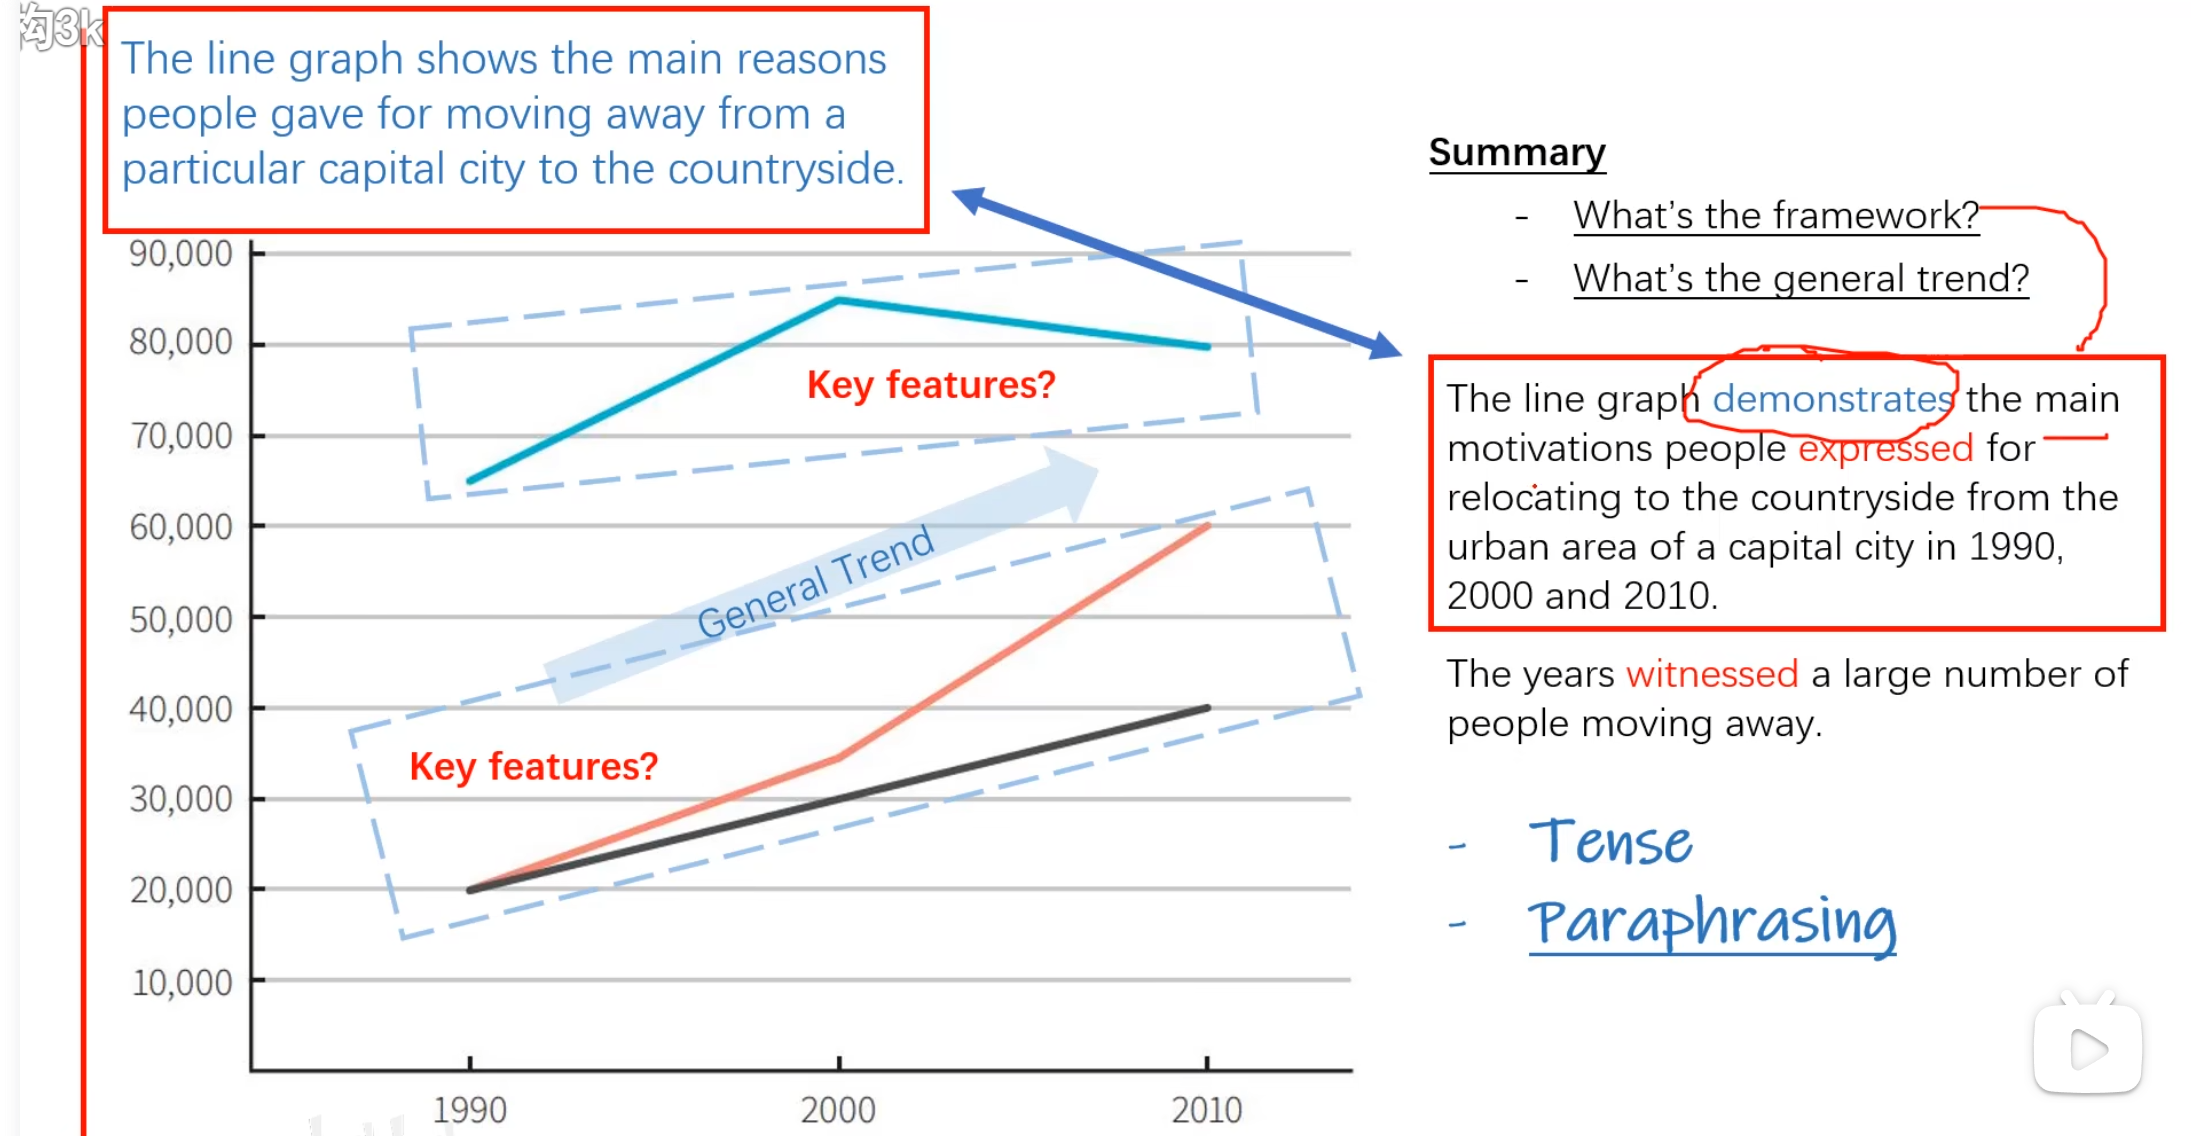 沟3k
The line graph shows the main reasons
people gave for moving away from a
particular capital city to the countryside.
90,000
80,000
70,000
60,000
50,000
40,000
30,000
20,000
10,000
1990
2000
2010
Key features?
General Trend
Key features?
Summary
- What’s the framework?
- What’s the general trend?
The line graph demonstrates the main
motivations people expressed for
relocating to the countryside from the
urban area of a capital city in 1990,
2000 and 2010.
The years witnessed a large number of
people moving away.
- Tense
- Paraphrasing